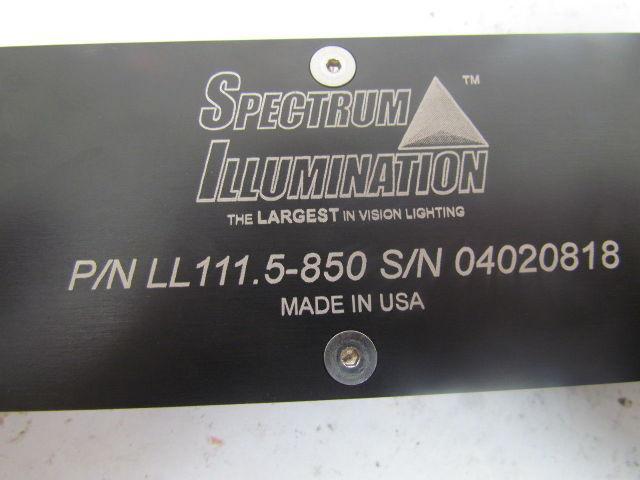 SPECTRUM ™
ILLUMINATION
THE LARGEST IN VISION LIGHTING
P/N LL111.5-850 S/N 04020818
MADE IN USA